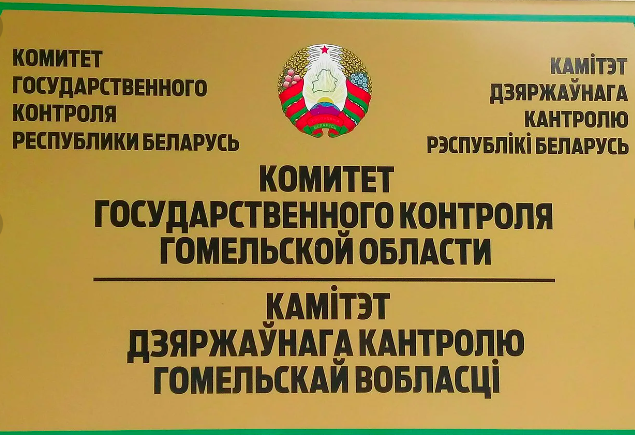 КОМИТЕТ
ГОСУДАРСТВЕННОГО
КОНТРОЛЯ
РЕСПУБЛИКИ БЕЛАРУСЬ
КАМІТЭТ
ДЗЯРЖАЎНАГА
КАНТРОЛЮ
РЭСПУБЛІКІ БЕЛАРУСЬ
КОМИТЕТ
ГОСУДАРСТВЕННОГО КОНТРОЛЯ
ГОМЕЛЬСКОЙ ОБЛАСТИ
КАМІТЭТ
ДЗЯРЖАЎНАГА КАНТРОЛЮ
ГОМЕЛЬСКАЙ ВОБЛАСЦІ